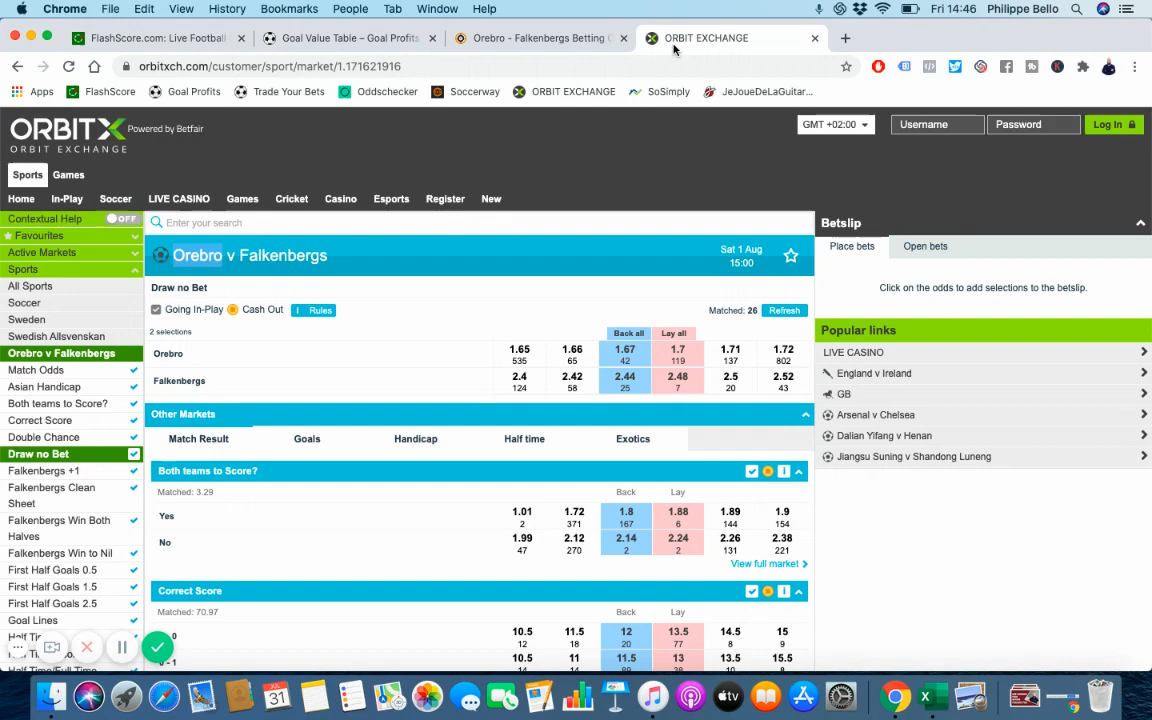 Chrome File Edit View History Bookmarks People Tab Window Help Fri 14:46 Philippe Bello
FlashScore.com: Live Football Goal Value Table – Goal Profits Orebro - Falkenbergs Betting ORBIT EXCHANGE
orbitxch.com/customer/sport/market/1.171621916
Apps FlashScore Goal Profits Trade Your Bets Oddschecker Soccerway ORBIT EXCHANGE SoSimply JeJoueDeLaGuitar...
ORBITX Powered by Betfair
ORBIT EXCHANGE
GMT +02:00 Username Password Log In
Sports Games
Home In-Play Soccer LIVE CASINO Games Cricket Casino Esports Register New
Contextual Help OFF
Favourites
Active Markets
Sports
All Sports
Soccer
Sweden
Swedish Allsvenskan
Orebro v Falkenbergs
Match Odds
Asian Handicap
Both teams to Score?
Correct Score
Double Chance
Draw no Bet
Falkenbergs +1
Falkenbergs Clean
Sheet
Falkenbergs Win Both
Halves
Falkenbergs Win to Nil
First Half Goals 0.5
First Half Goals 1.5
First Half Goals 2.5
Goal Lines
Enter your search
Orebro v Falkenbergs
Sat 1 Aug
15:00
Draw no Bet
Going In-Play Cash Out Rules Matched: 26 Refresh
2 selections Back all Lay all
Orebro 1.65 1.66 1.67 1.7 1.71 1.72
535 65 42 119 137 802
Falkenbergs 2.4 2.42 2.44 2.48 2.5 2.52
124 58 25 7 20 43
Other Markets
Match Result Goals Handicap Half time Exotics
Both teams to Score?
Matched: 3.29 Back Lay
Yes 1.01 1.72 1.8 1.88 1.89 1.9
2 371 167 6 144 154
No 1.99 2.12 2.14 2.24 2.26 2.38
47 270 2 2 131 221
View full market
Correct Score
Matched: 70.97 Back Lay
0 10.5 11.5 12 13.5 14.5 15
12 18 20 77 8 9
0 - 1 10.5 11 11.5 13 13.5 15.5
Betslip
Place bets Open bets
Click on the odds to add selections to the betslip.
Popular links
LIVE CASINO
England v Ireland
GB
Arsenal v Chelsea
Dalian Yifang v Henan
Jiangsu Suning v Shandong Luneng
JUL
31
tv